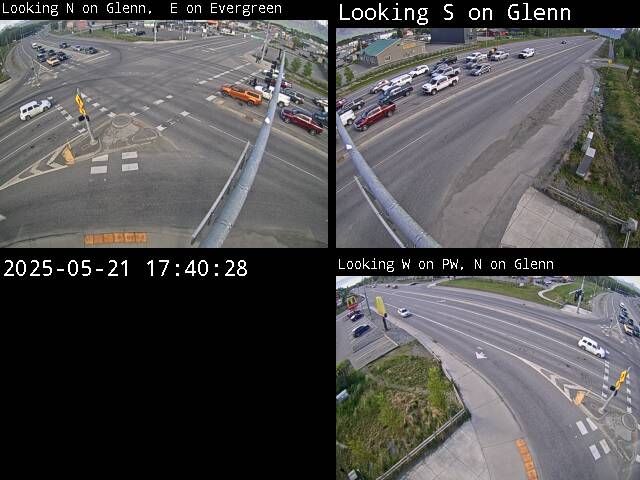 Looking N on Glenn, E on Evergreen
Looking S on Glenn
2025-05-21 17:40:28
Looking W on PW, N on Glenn